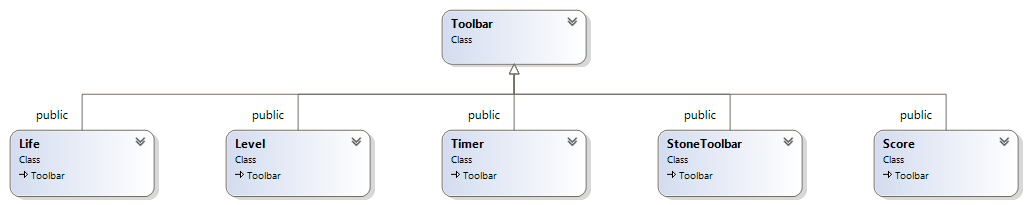 Toolbar
Class
public
public
public
public
public
Life
Class
Toolbar
Level
Class
Toolbar
Timer
Class
Toolbar
StoneToolbar
Class
Toolbar
Score
Class
Toolbar